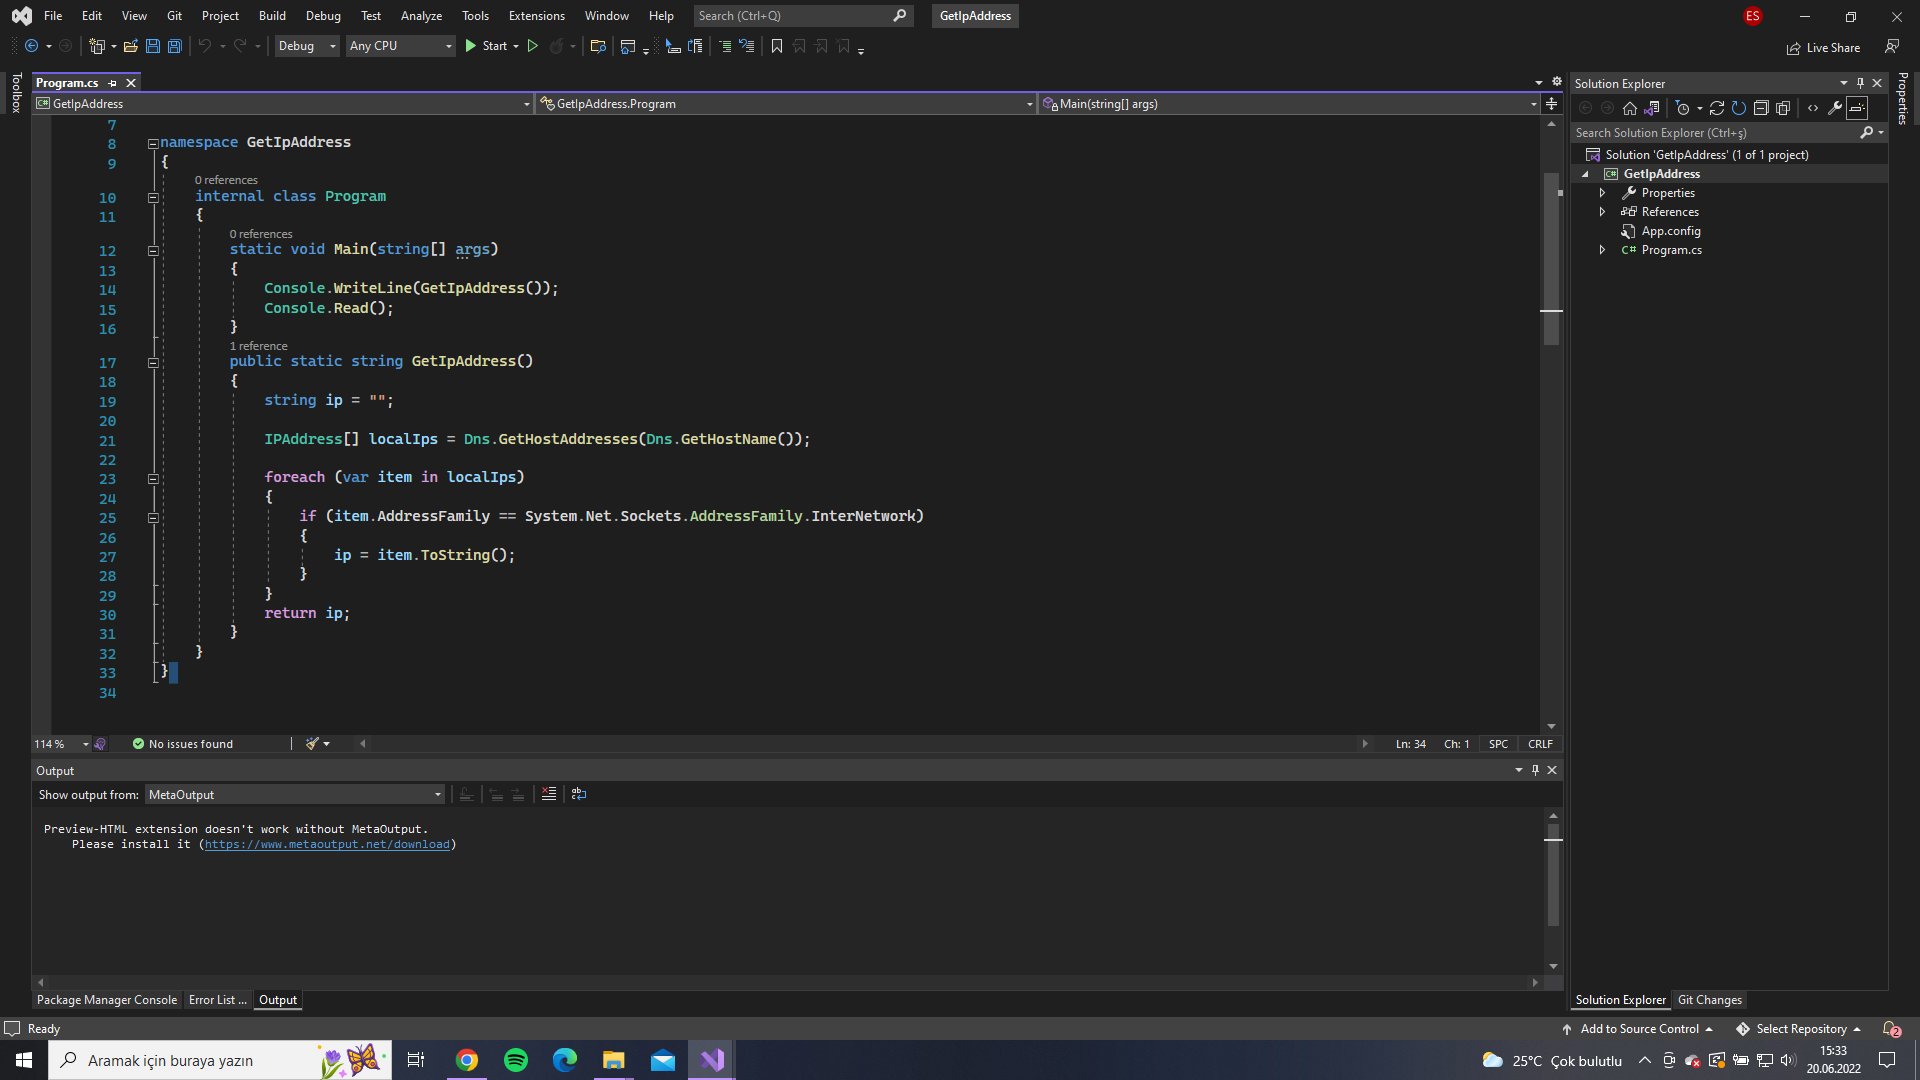 File Edit View Git Project Build Debug Test Analyze Tools Extensions Window Help Search (Ctrl+Q) GetIpAddress ES
Debug Any CPU Start Live Share
Toolbox
Program.cs
GetIpAddress GetIpAddress.Program Main(string[] args)
7
8 namespace GetIpAddress
9 {
0 references
10 internal class Program
11 {
0 references
12 static void Main(string[] args)
13 {
14 Console.WriteLine(GetIpAddress());
15 Console.Read();
16 }
1 reference
17 public static string GetIpAddress()
18 {
19 string ip = "";
20
21 IPAddress[] localIps = Dns.GetHostAddresses(Dns.GetHostName());
22
23 foreach (var item in localIps)
24 {
25 if (item.AddressFamily == System.Net.Sockets.AddressFamily.InterNetwork)
26 {
27 ip = item.ToString();
28 }
29 }
30 return ip;
31 }
32 }
33 }
34
114 % No issues found Ln: 34 Ch: 1 SPC CRLF
Output
Show output from: MetaOutput
Preview-HTML extension doesn't work without MetaOutput.
Please install it (https://www.metaoutput.net/download)
Package Manager Console Error List ... Output
Solution Explorer
Search Solution Explorer (Ctrl+ş)
Solution 'GetIpAddress' (1 of 1 project)
GetIpAddress
Properties
References
App.config
C# Program.cs
Solution Explorer Git Changes
Properties
Ready Add to Source Control Select Repository 2
Aramak için buraya yazın 25°C Çok bulutlu 15:33
20.06.2022